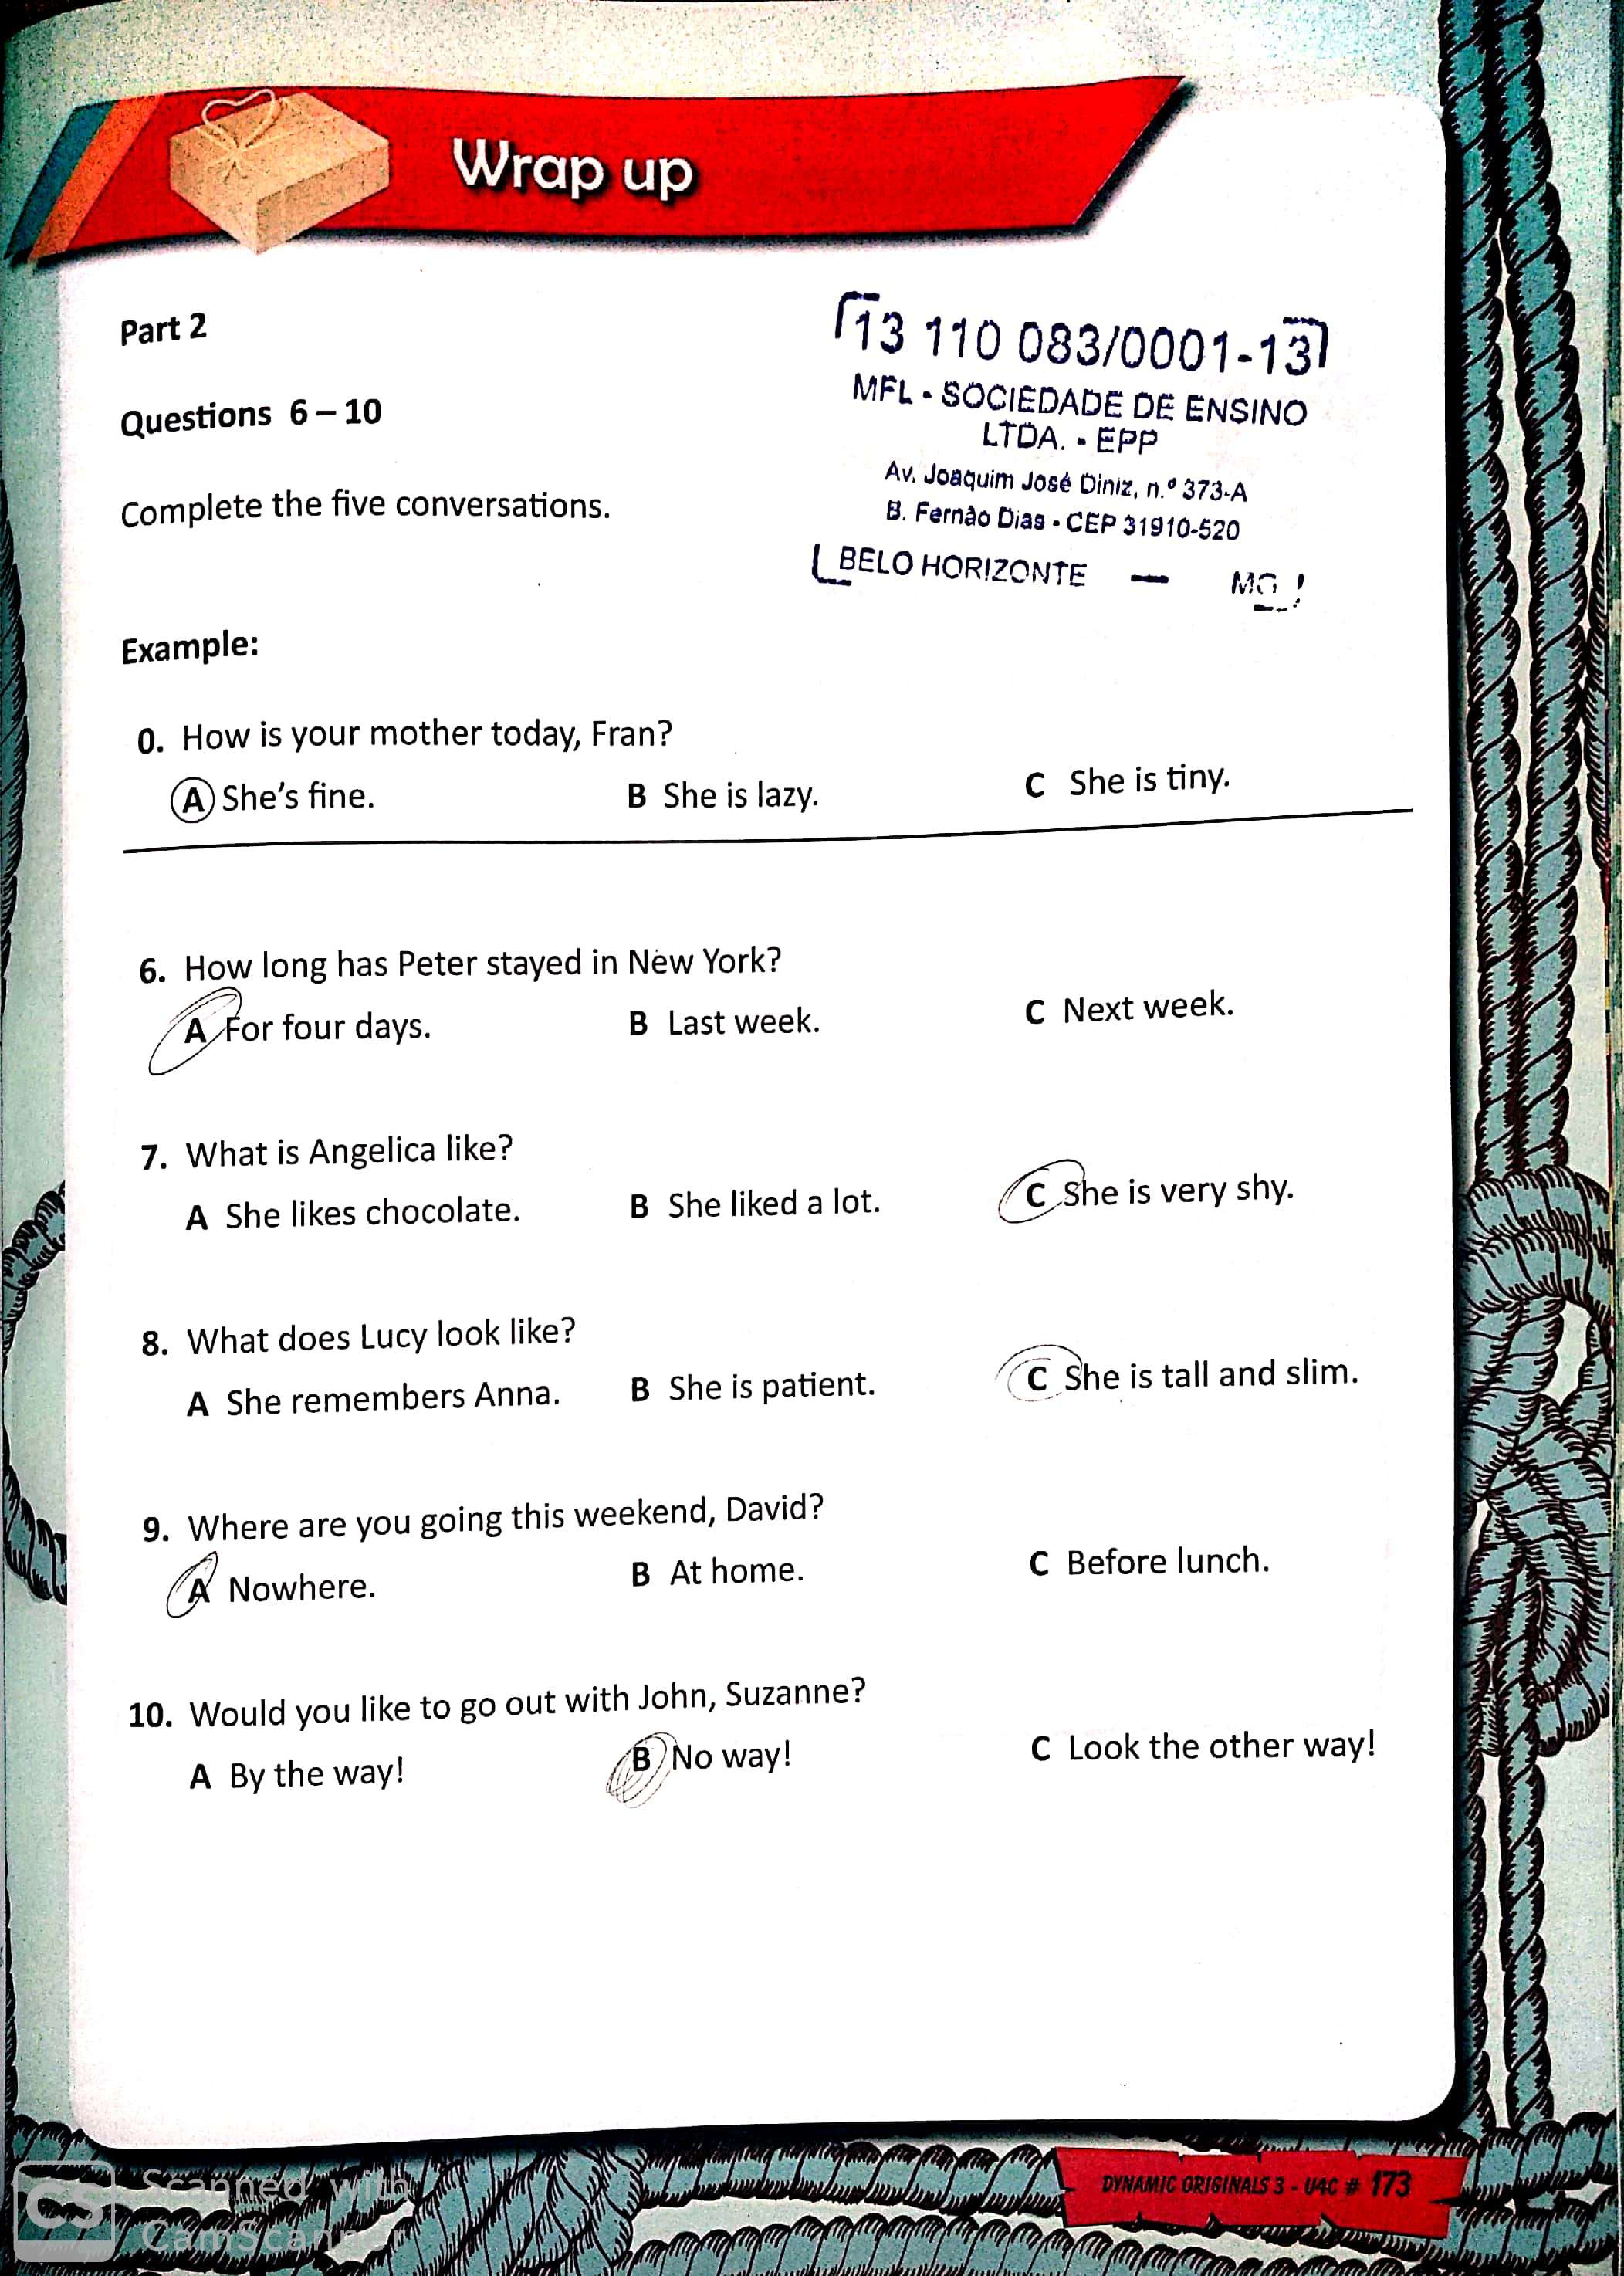 Wrap up
Part 2
13 110 083/0001-13
MFL - SOCIEDADE DE ENSINO
LTDA. - EPP
Av. Joaquim José Diniz, n.º 373-A
B. Fernão Dias - CEP 31910-520
BELO HORIZONTE — MG
Questions 6 – 10
Complete the five conversations.
Example:
0. How is your mother today, Fran?
A She's fine. B She is lazy. C She is tiny.
6. How long has Peter stayed in New York?
A For four days. B Last week. C Next week.
7. What is Angelica like?
A She likes chocolate. B She liked a lot. C She is very shy.
8. What does Lucy look like?
A She remembers Anna. B She is patient. C She is tall and slim.
9. Where are you going this weekend, David?
A Nowhere. B At home. C Before lunch.
10. Would you like to go out with John, Suzanne?
A By the way! B No way! C Look the other way!
DYNAMIC ORIGINALS 3 - U4C # 173
CS Scanned with
CamScanner